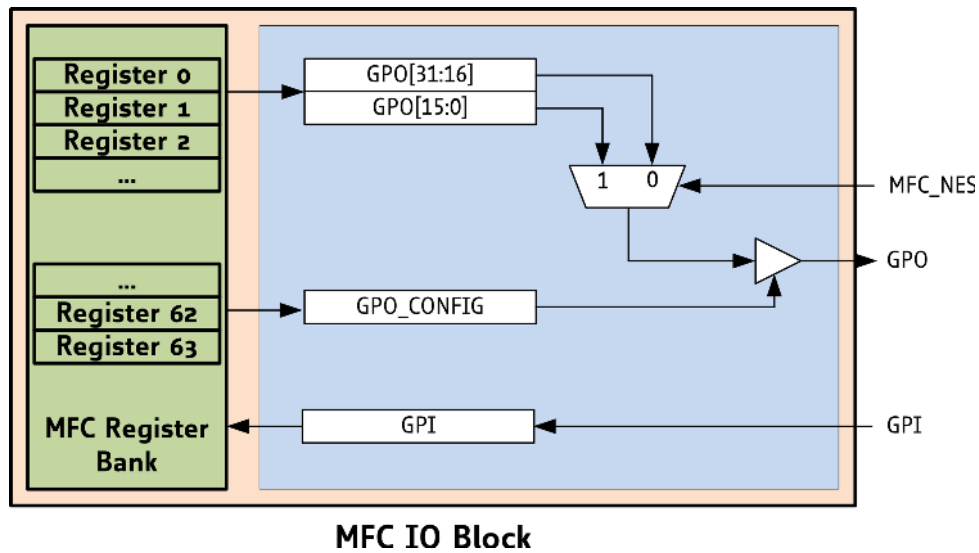 Register 0
Register 1
Register 2
...
...
Register 62
Register 63
MFC Register
Bank
GPO[31:16]
GPO[15:0]
1 0
MFC_NES
GPO
GPO_CONFIG
GPI
GPI
MFC IO Block